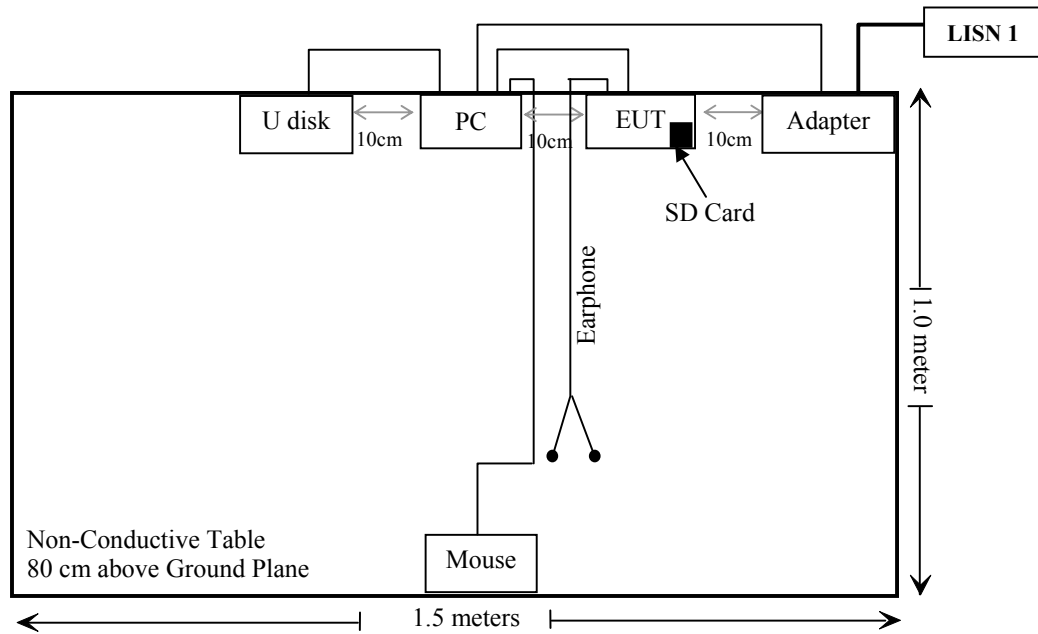 LISN 1
U disk
PC
EUT
Adapter
10cm
10cm
10cm
SD Card
Earphone
1.0 meter
Non-Conductive Table
80 cm above Ground Plane
Mouse
1.5 meters